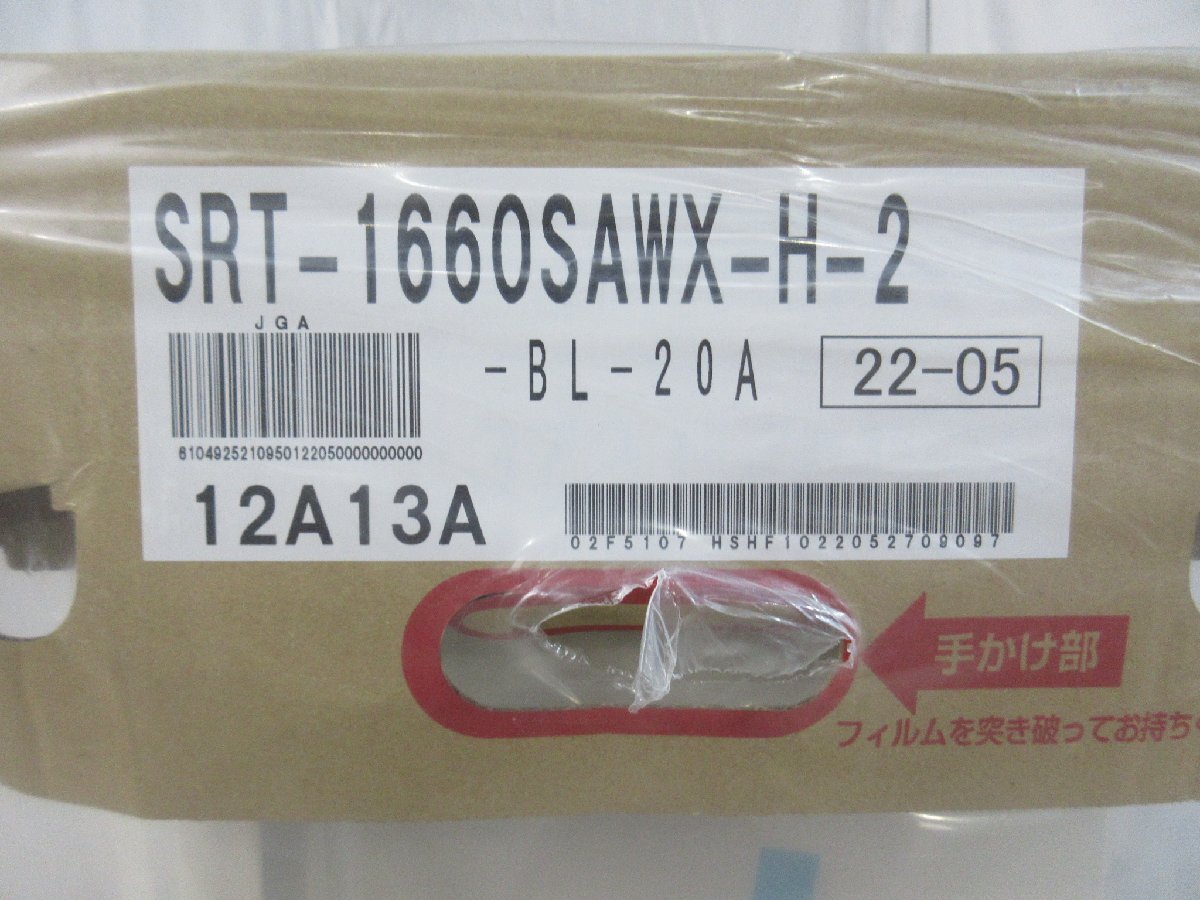 SRT-1660SAWX-H-2
JGA
-BL-20A 22-05
6104925210950122050000000000
12A13A
02F5107 HSHF1022052709097
手かけ部
フィルムを突き破ってお持ち